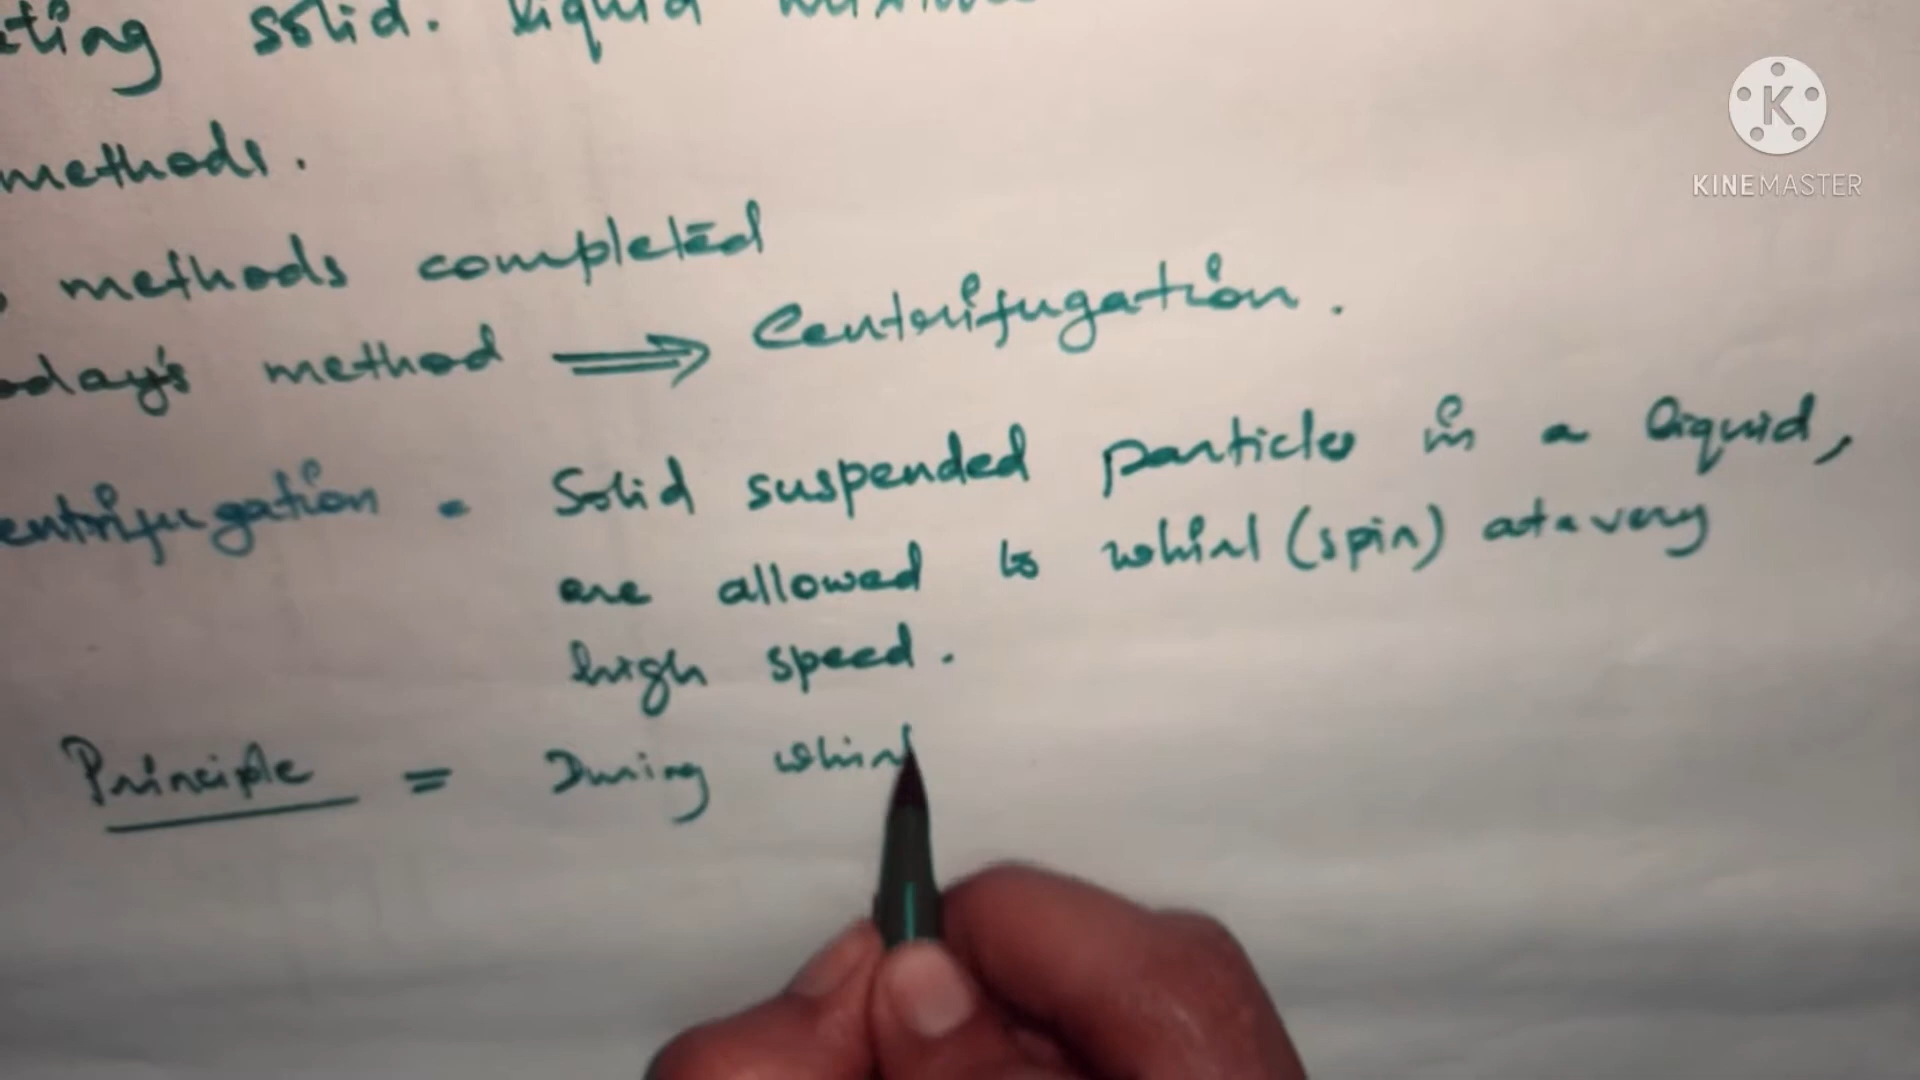 ting solid. liquid
methods.
methods completed
oday's method ⟹ Centrifugation.
entrifugation = Solid suspended particles in a liquid,
are allowed to whirl (spin) at a very
high speed.
Principle = During whirl
K
KINEMASTER